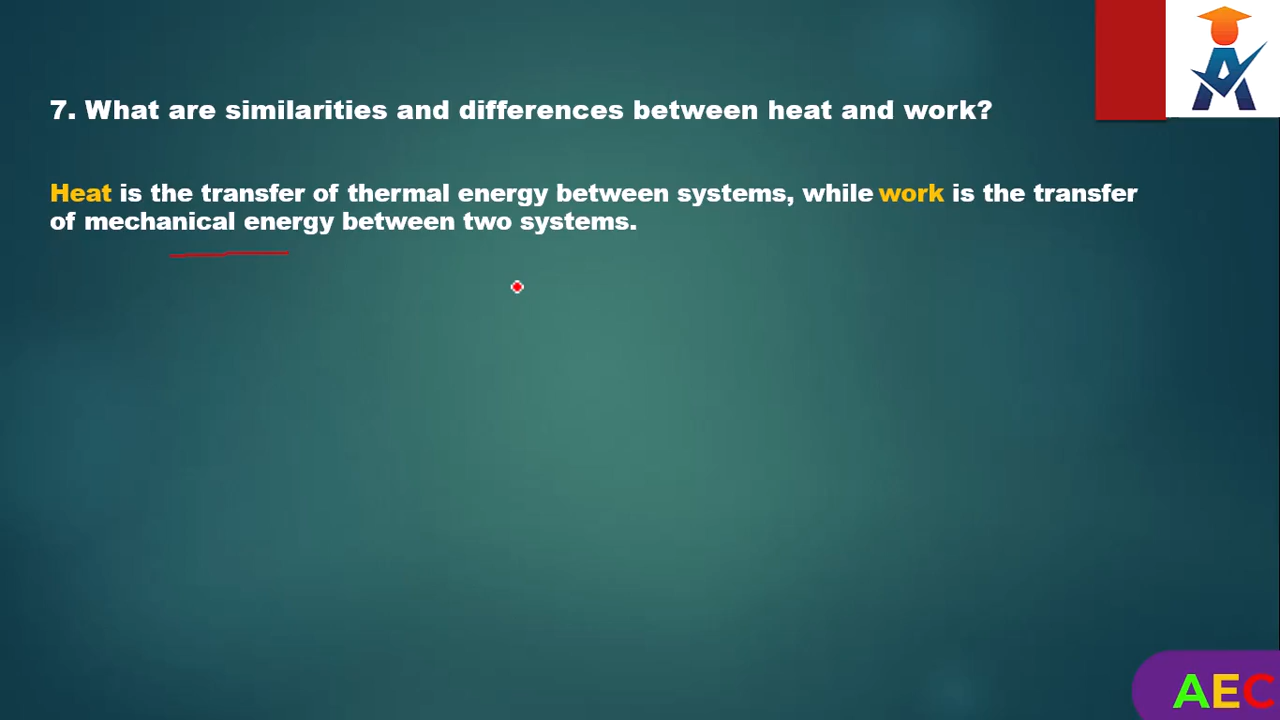 7. What are similarities and differences between heat and work?
Heat is the transfer of thermal energy between systems, while work is the transfer
of mechanical energy between two systems.
AEC